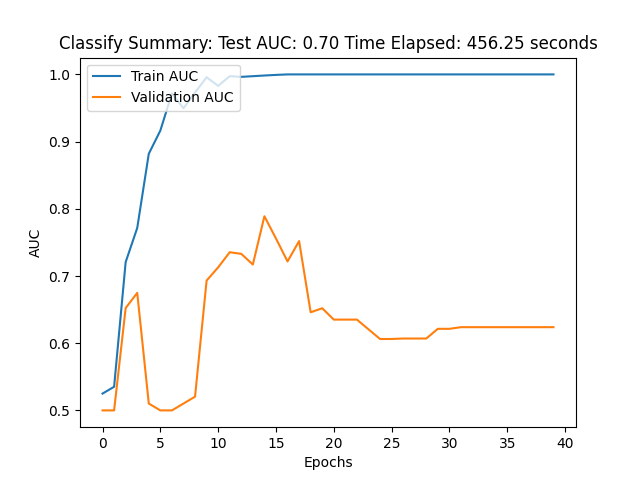 Classify Summary: Test AUC: 0.70 Time Elapsed: 456.25 seconds
Train AUC
Validation AUC
1.0
0.9
0.8
0.7
0.6
0.5
AUC
0 5 10 15 20 25 30 35 40
Epochs